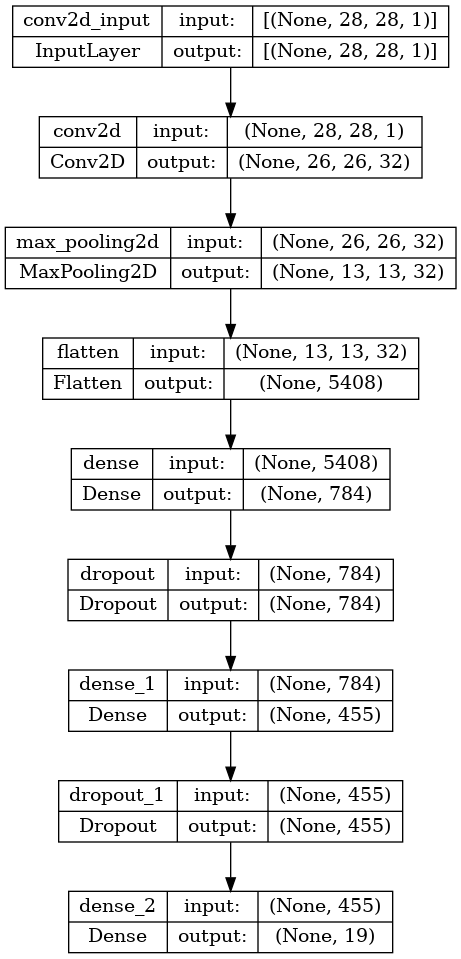 conv2d_input input: [(None, 28, 28, 1)]
InputLayer output: [(None, 28, 28, 1)]
conv2d input: (None, 28, 28, 1)
Conv2D output: (None, 26, 26, 32)
max_pooling2d input: (None, 26, 26, 32)
MaxPooling2D output: (None, 13, 13, 32)
flatten input: (None, 13, 13, 32)
Flatten output: (None, 5408)
dense input: (None, 5408)
Dense output: (None, 784)
dropout input: (None, 784)
Dropout output: (None, 784)
dense_1 input: (None, 784)
Dense output: (None, 455)
dropout_1 input: (None, 455)
Dropout output: (None, 455)
dense_2 input: (None, 455)
Dense output: (None, 19)